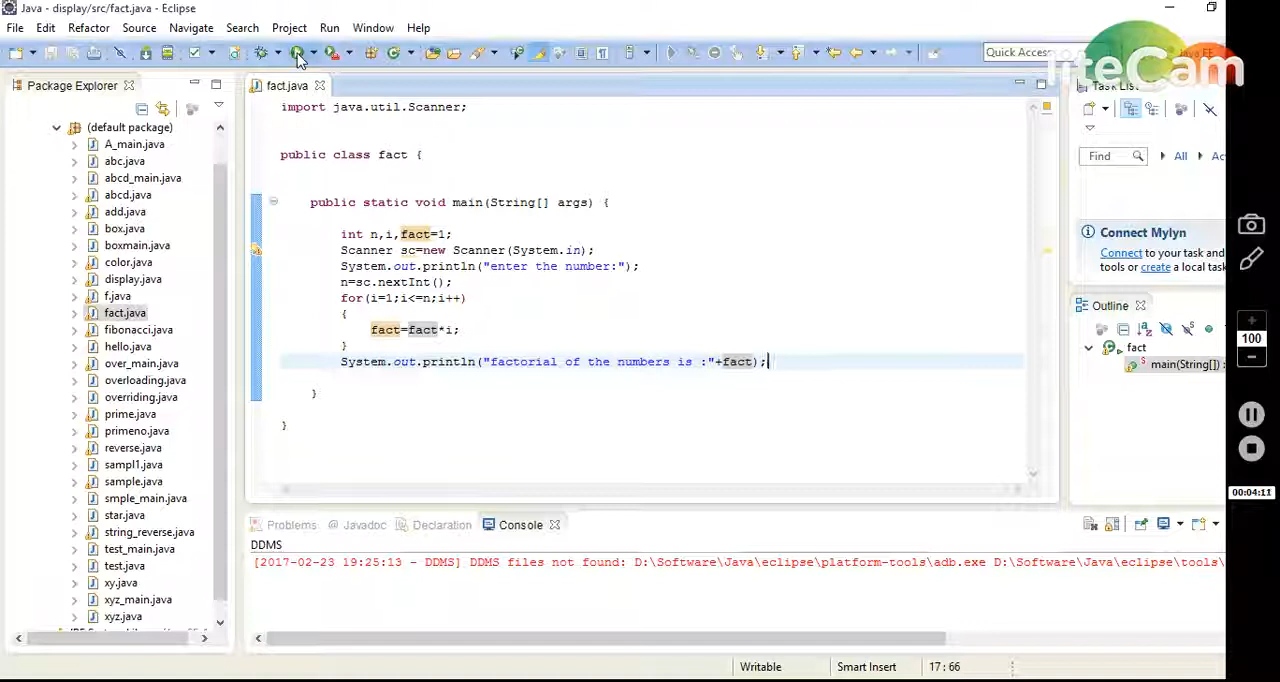 Java - display/src/fact.java - Eclipse
File Edit Refactor Source Navigate Search Project Run Window Help
Quick Access
liteCam
Package Explorer
(default package)
A_main.java
abc.java
abcd_main.java
abcd.java
add.java
box.java
boxmain.java
color.java
display.java
f.java
fact.java
fibonacci.java
hello.java
over_main.java
overloading.java
overriding.java
prime.java
primeno.java
reverse.java
sampl1.java
sample.java
smple_main.java
star.java
string_reverse.java
test_main.java
test.java
xy.java
xyz_main.java
xyz.java
fact.java
import java.util.Scanner;
public class fact {
public static void main(String[] args) {
int n,i,fact=1;
Scanner sc=new Scanner(System.in);
System.out.println("enter the number:");
n=sc.nextInt();
for(i=1;i<=n;i++)
{
fact=fact*i;
}
System.out.println("factorial of the numbers is :"+fact);
}
}
Task List
Find All Ac
Connect Mylyn
Connect to your task and
tools or create a local task
Outline
fact
main(String[]) :
Problems @ Javadoc Declaration Console
DDMS
[2017-02-23 19:25:13 - DDMS] DDMS files not found: D:\Software\Java\eclipse\platform-tools\adb.exe D:\Software\Java\eclipse\tools\
Writable Smart Insert 17 : 66
100
00:04:11